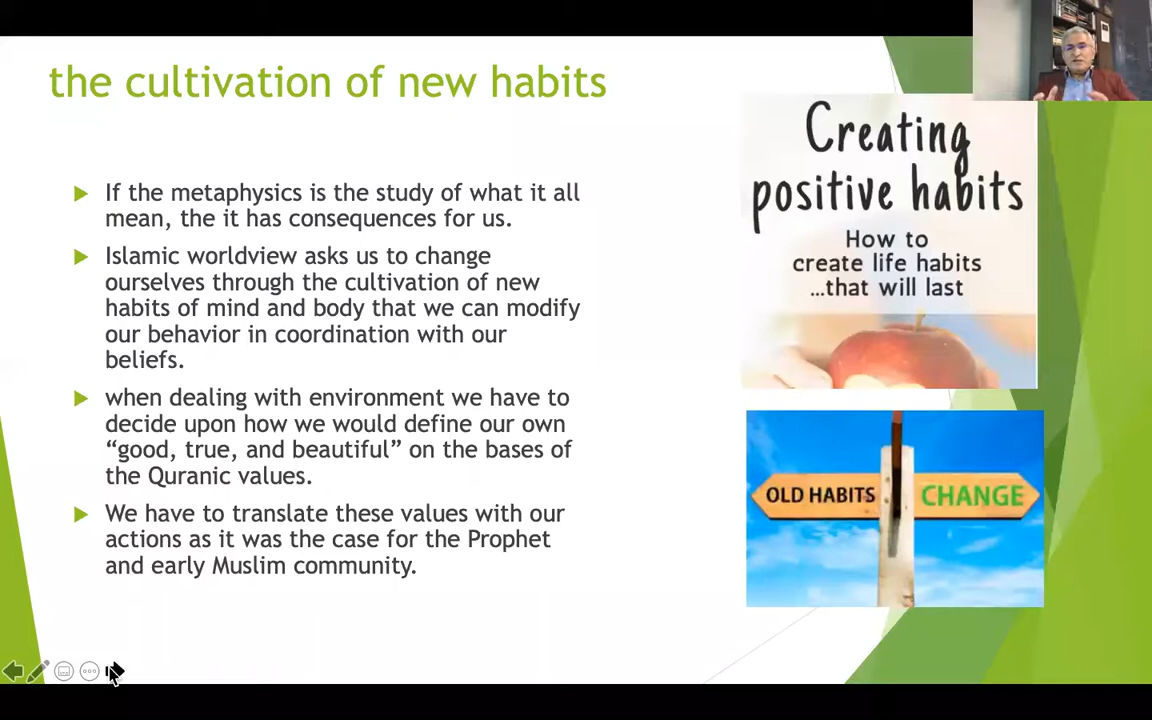 the cultivation of new habits
If the metaphysics is the study of what it all
mean, the it has consequences for us.
Islamic worldview asks us to change
ourselves through the cultivation of new
habits of mind and body that we can modify
our behavior in coordination with our
beliefs.
when dealing with environment we have to
decide upon how we would define our own
“good, true, and beautiful” on the bases of
the Quranic values.
We have to translate these values with our
actions as it was the case for the Prophet
and early Muslim community.
Creating
positive habits
How to
create life habits
...that will last
OLD HABITS
CHANGE